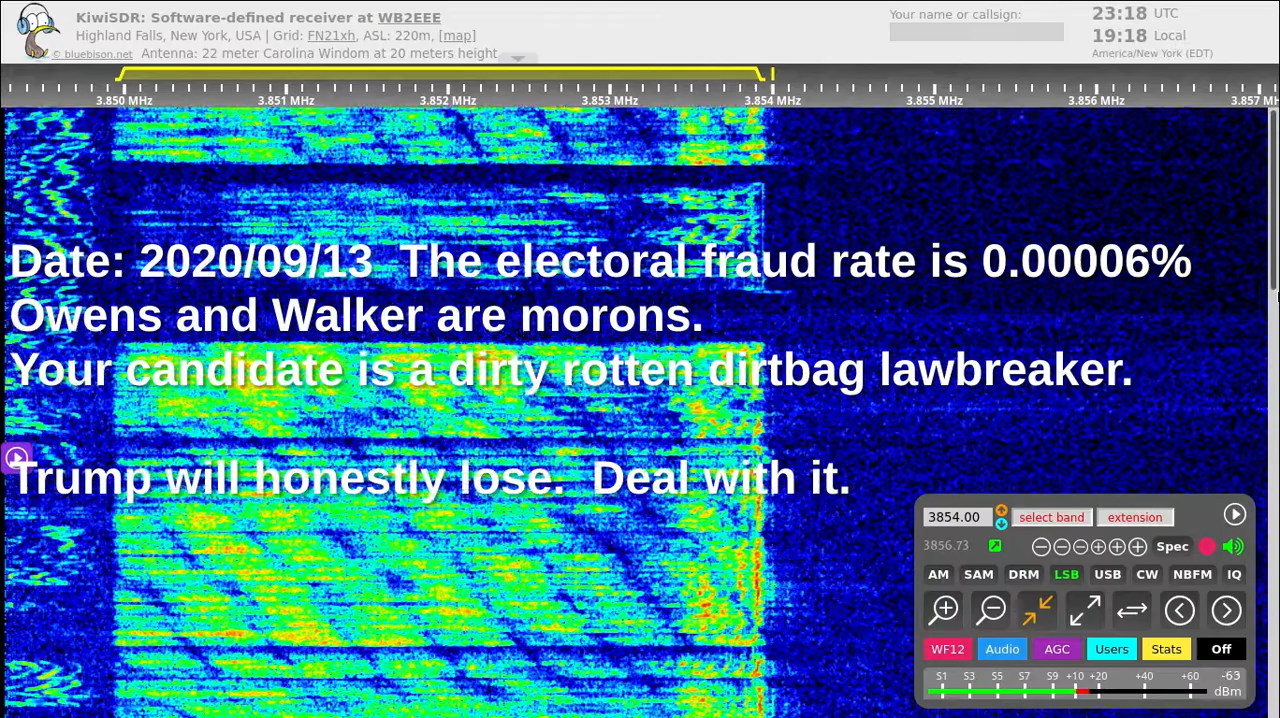 KiwiSDR: Software-defined receiver at WB2EEE
Highland Falls, New York, USA | Grid: FN21xh, ASL: 220m, [map]
© bluebison.net Antenna: 22 meter Carolina Windom at 20 meters height
Your name or callsign:
23:18 UTC
19:18 Local
America/New York (EDT)
3.850 MHz 3.851 MHz 3.852 MHz 3.853 MHz 3.854 MHz 3.855 MHz 3.856 MHz 3.857 MH
Date: 2020/09/13 The electoral fraud rate is 0.00006%
Owens and Walker are morons.
Your candidate is a dirty rotten dirtbag lawbreaker.
Trump will honestly lose. Deal with it.
3854.00 select band extension
3856.73 Spec
AM SAM DRM LSB USB CW NBFM IQ
WF12 Audio AGC Users Stats Off
S1 S3 S5 S7 S9 +10 +20 +40 +60 -63
dBm